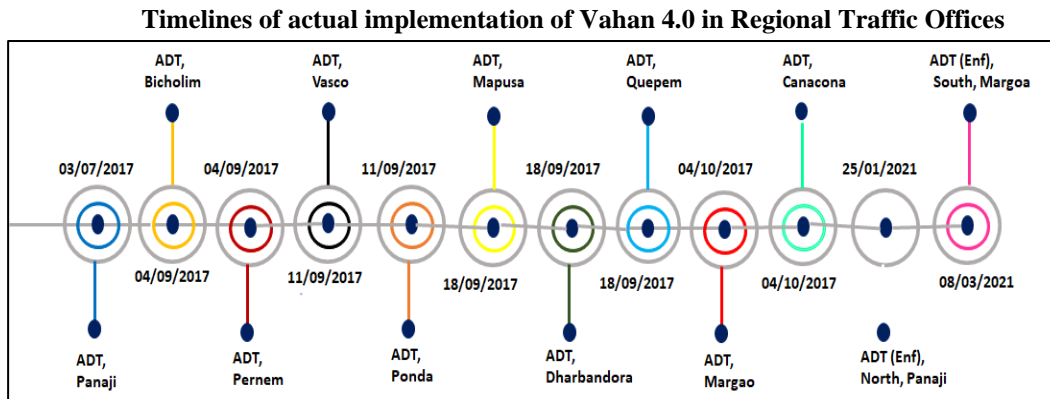 Timelines of actual implementation of Vahan 4.0 in Regional Traffic Offices
ADT,
Bicholim
ADT,
Vasco
ADT,
Mapusa
ADT,
Quepem
ADT,
Canacona
ADT (Enf),
South, Margoa
03/07/2017
04/09/2017
11/09/2017
18/09/2017
04/10/2017
25/01/2021
04/09/2017
11/09/2017
18/09/2017
18/09/2017
04/10/2017
08/03/2021
ADT,
Panaji
ADT,
Pernem
ADT,
Ponda
ADT,
Dharbandora
ADT,
Margao
ADT (Enf),
North, Panaji